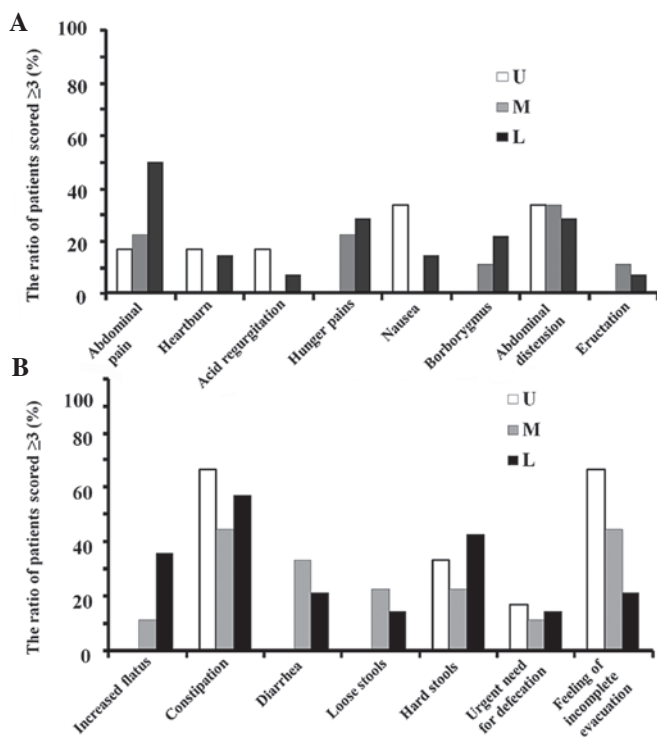 A
The ratio of patients scored ≥3 (%)
100
80
60
40
20
0
U
M
L
Abdominal
pain
Heartburn
Acid regurgitation
Hunger pains
Nausea
Borborygmus
Abdominal
distension
Eructation
B
The ratio of patients scored ≥3 (%)
100
80
60
40
20
0
U
M
L
Increased flatus
Constipation
Diarrhea
Loose stools
Hard stools
Urgent need
for defecation
Feeling of
incomplete
evacuation